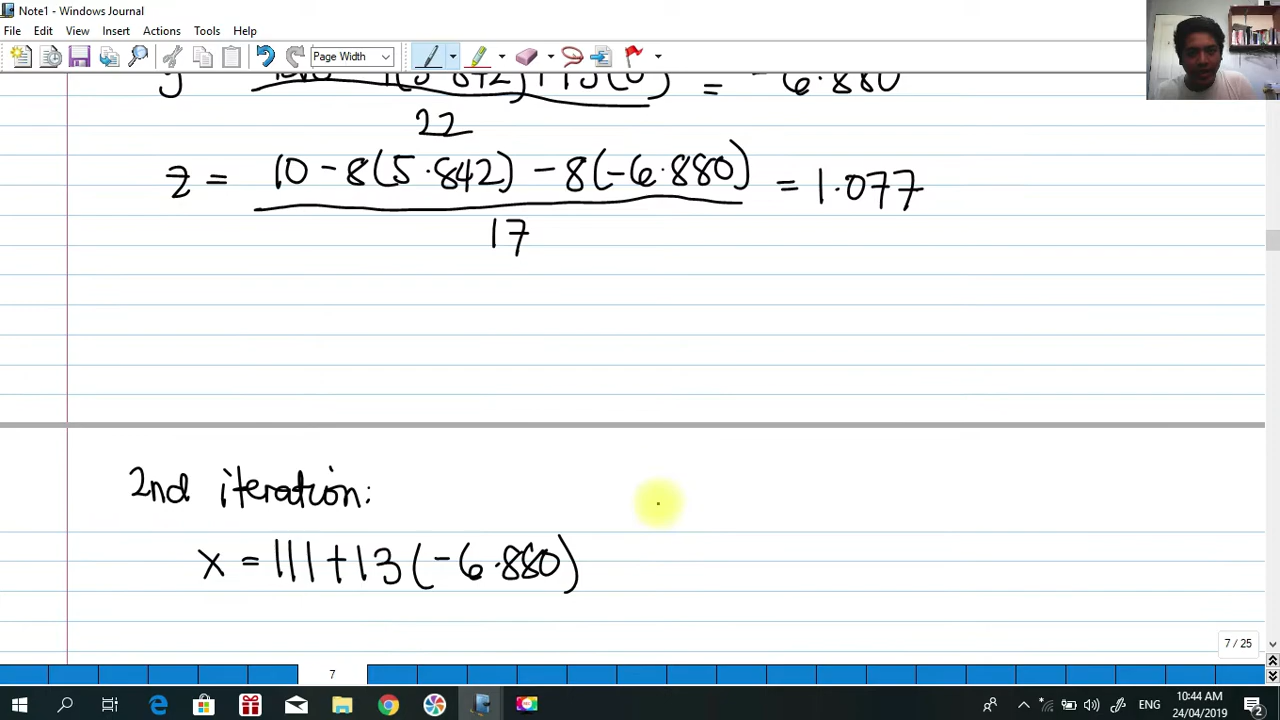 Note1 - Windows Journal
File Edit View Insert Actions Tools Help
Page Width
= -6.880
22
z = 10 - 8(5.842) - 8(-6.880) = 1.077
17
2nd iteration:
x = 111 + 13(-6.880)
7 / 25
7
10:44 AM
ENG
24/04/2019
2